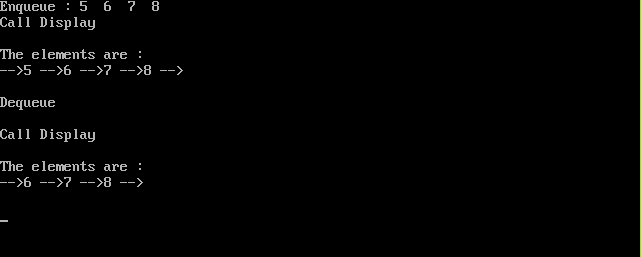 Enqueue : 5  6  7  8
Call Display
The elements are :
-->5 -->6 -->7 -->8 -->
Dequeue
Call Display
The elements are :
-->6 -->7 -->8 -->